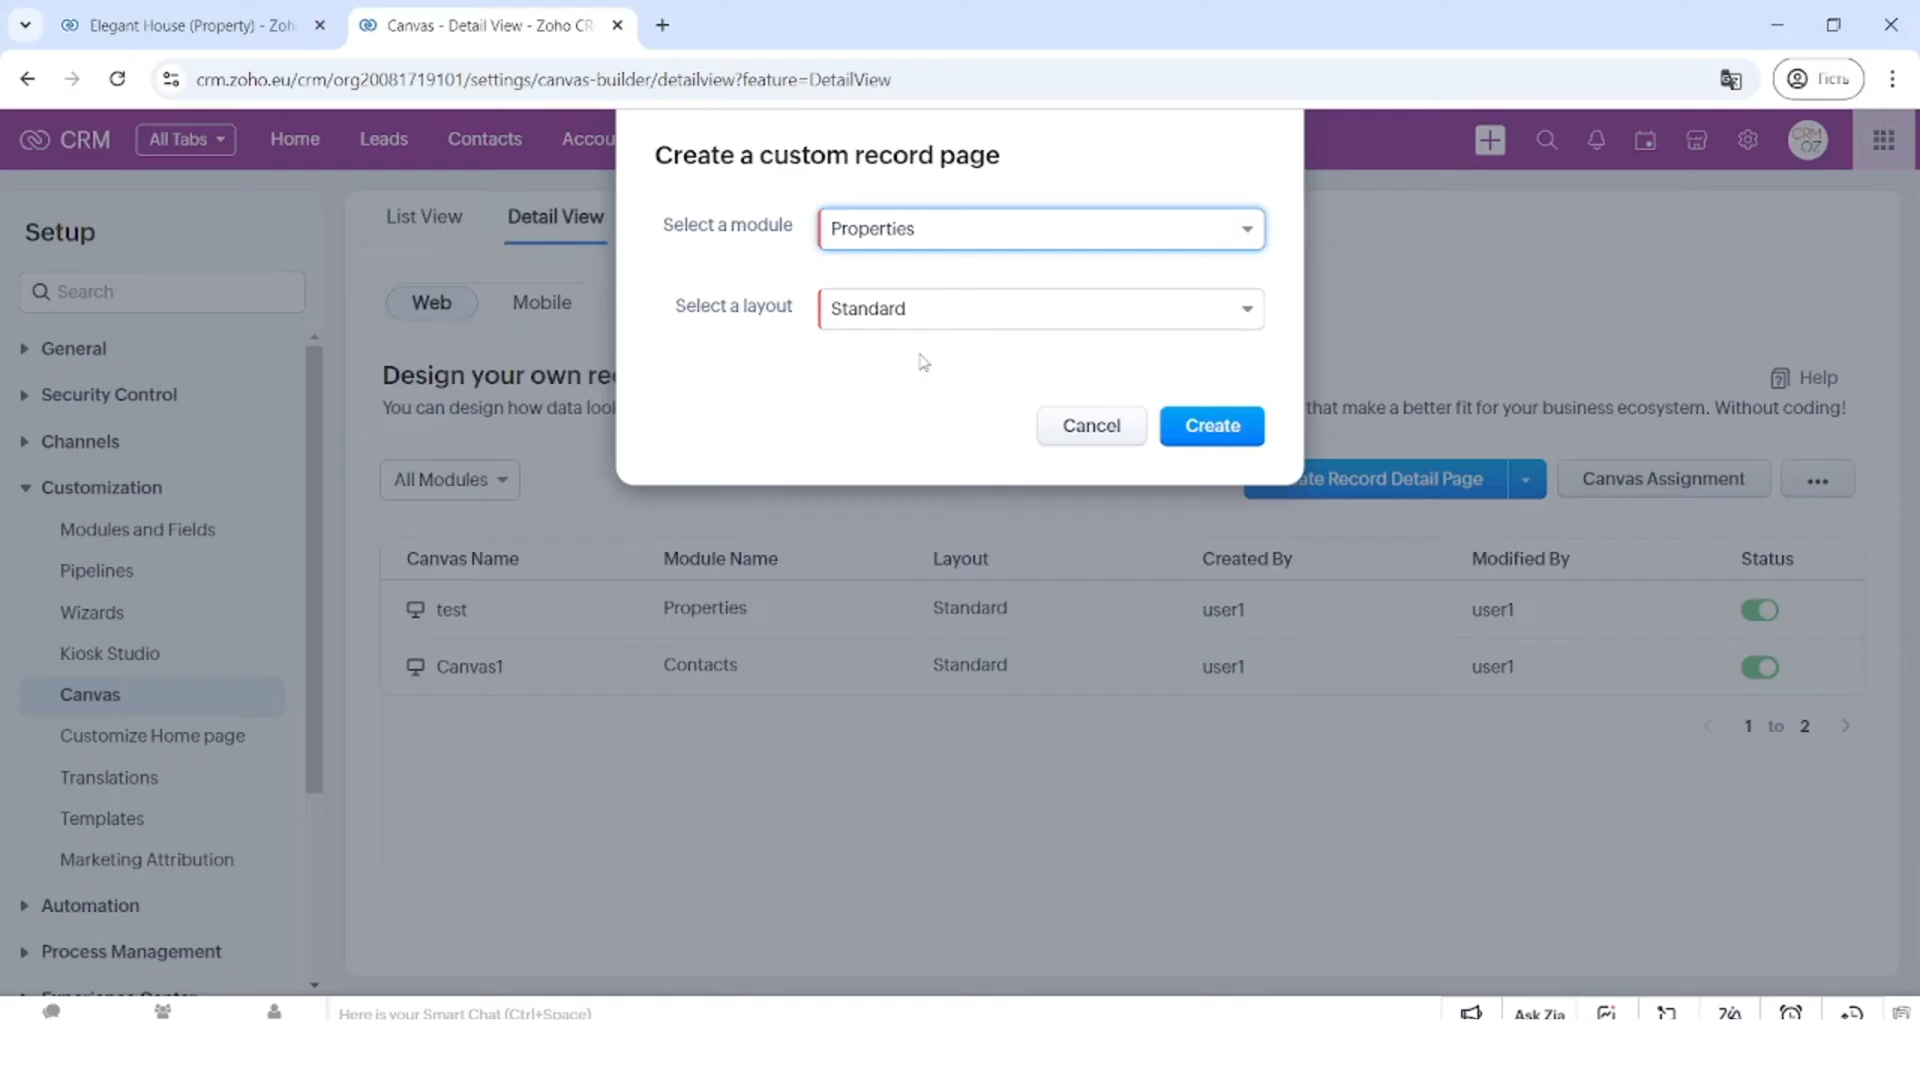 Elegant House (Property) - Zoh
Canvas - Detail View - Zoho CR
crm.zoho.eu/crm/org20081719101/settings/canvas-builder/detailview?feature=DetailView
Гість
CRM
All Tabs
Home
Leads
Contacts
Accou
CRM
OZ
Create a custom record page
Select a module
Properties
Select a layout
Standard
Cancel
Create
Setup
Search
General
Security Control
Channels
Customization
Modules and Fields
Pipelines
Wizards
Kiosk Studio
Canvas
Customize Home page
Translations
Templates
Marketing Attribution
Automation
Process Management
List View
Detail View
Web
Mobile
Design your own re
Help
You can design how data loo
that make a better fit for your business ecosystem. Without coding!
All Modules
ate Record Detail Page
Canvas Assignment
Canvas Name Module Name Layout Created By Modified By Status
test Properties Standard user1 user1
Canvas1 Contacts Standard user1 user1
1 to 2
Here is your Smart Chat (Ctrl+Space)
Ask Zia